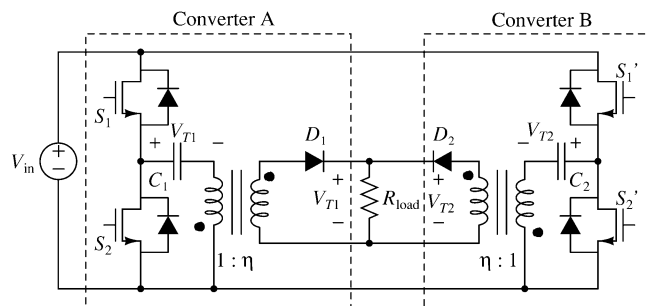 Converter A
Converter B
S1
S1'
+ VT1 −
− VT2 +
D1
D2
Vin
+
−
C1
C2
+
VT1
−
Rload
+
VT2
−
S2
S2'
1 : η
η : 1